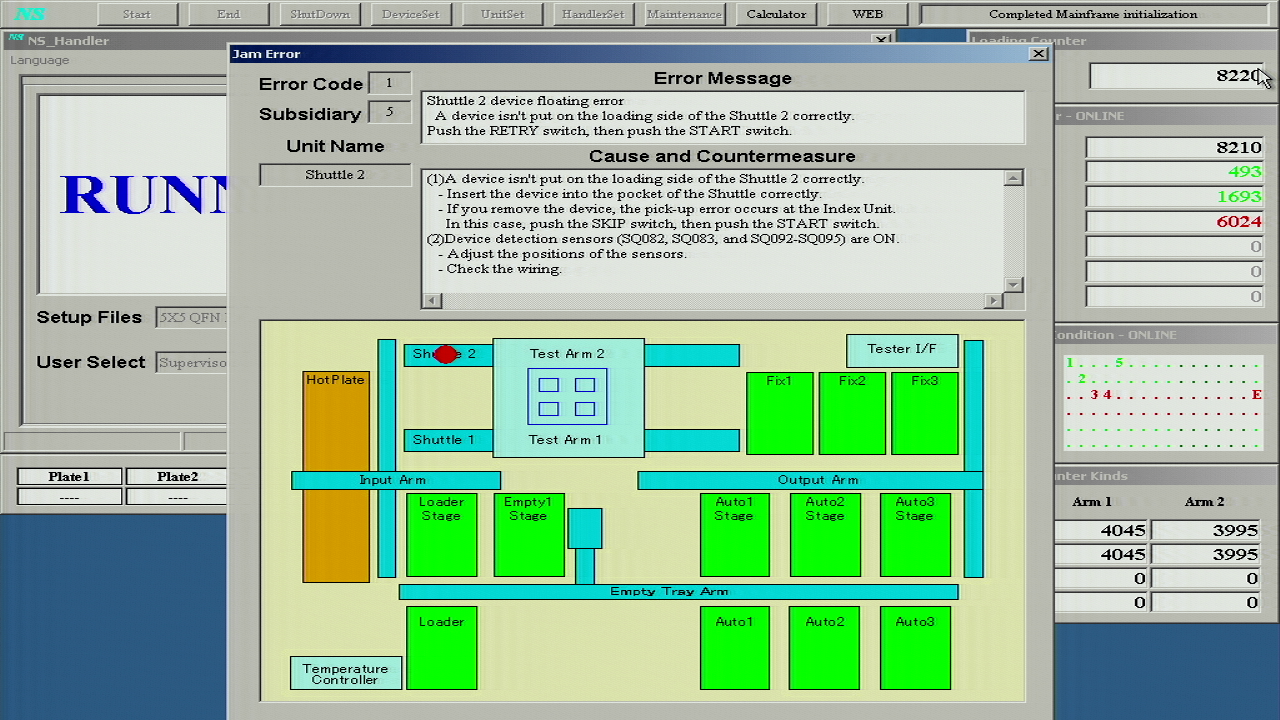 NS
Start
End
ShutDown
DeviceSet
UnitSet
HandlerSet
Maintenance
Calculator
WEB
Completed Mainframe initialization
NS NS_Handler
Language
RUNN
Setup Files
5X5 QFN
User Select
Superviso
Plate1
Plate2
----
----
Jam Error
Error Code
1
Subsidiary
5
Unit Name
Shuttle 2
Error Message
Shuttle 2 device floating error
A device isn't put on the loading side of the Shuttle 2 correctly.
Push the RETRY switch, then push the START switch.
Cause and Countermeasure
(1)A device isn't put on the loading side of the Shuttle 2 correctly.
- Insert the device into the pocket of the Shuttle correctly.
- If you remove the device, the pick-up error occurs at the Index Unit.
In this case, push the SKIP switch, then push the START switch.
(2)Device detection sensors (SQ082, SQ083, and SQ092-SQ095) are ON.
- Adjust the positions of the sensors.
- Check the wiring.
Shuttle 2
Test Arm 2
Tester I/F
HotPlate
Fix1
Fix2
Fix3
Shuttle 1
Test Arm 1
Input Arm
Output Arm
Loader
Stage
Empty1
Stage
Auto1
Stage
Auto2
Stage
Auto3
Stage
Empty Tray Arm
Loader
Auto1
Auto2
Auto3
Temperature
Controller
Loading Counter
8220
r - ONLINE
8210
493
1693
6024
0
0
0
ondition - ONLINE
1 . . . 5 . . . . . . . . . . .
. 2 . . . . . . . . . . . . . .
. . 3 4 . . . . . . . . . . . E
unter Kinds
Arm 1
Arm 2
4045
3995
4045
3995
0
0
0
0